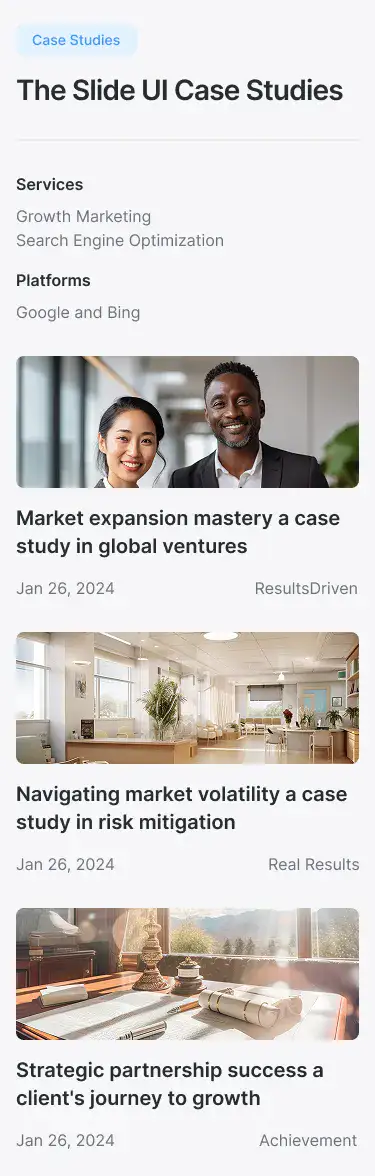 Case Studies
The Slide UI Case Studies
Services
Growth Marketing
Search Engine Optimization
Platforms
Google and Bing
Market expansion mastery a case
study in global ventures
Jan 26, 2024 ResultsDriven
Navigating market volatility a case
study in risk mitigation
Jan 26, 2024 Real Results
Strategic partnership success a
client's journey to growth
Jan 26, 2024 Achievement